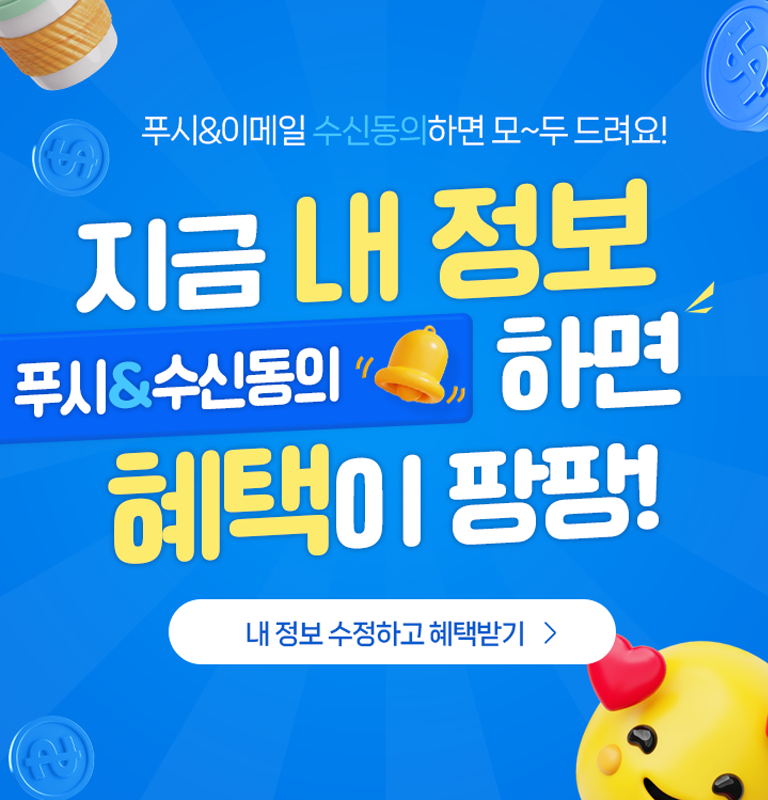 푸시&이메일 수신동의하면 모~두 드려요!
지금 내 정보
푸시&수신동의 하면
혜택이 팡팡!
내 정보 수정하고 혜택받기 >